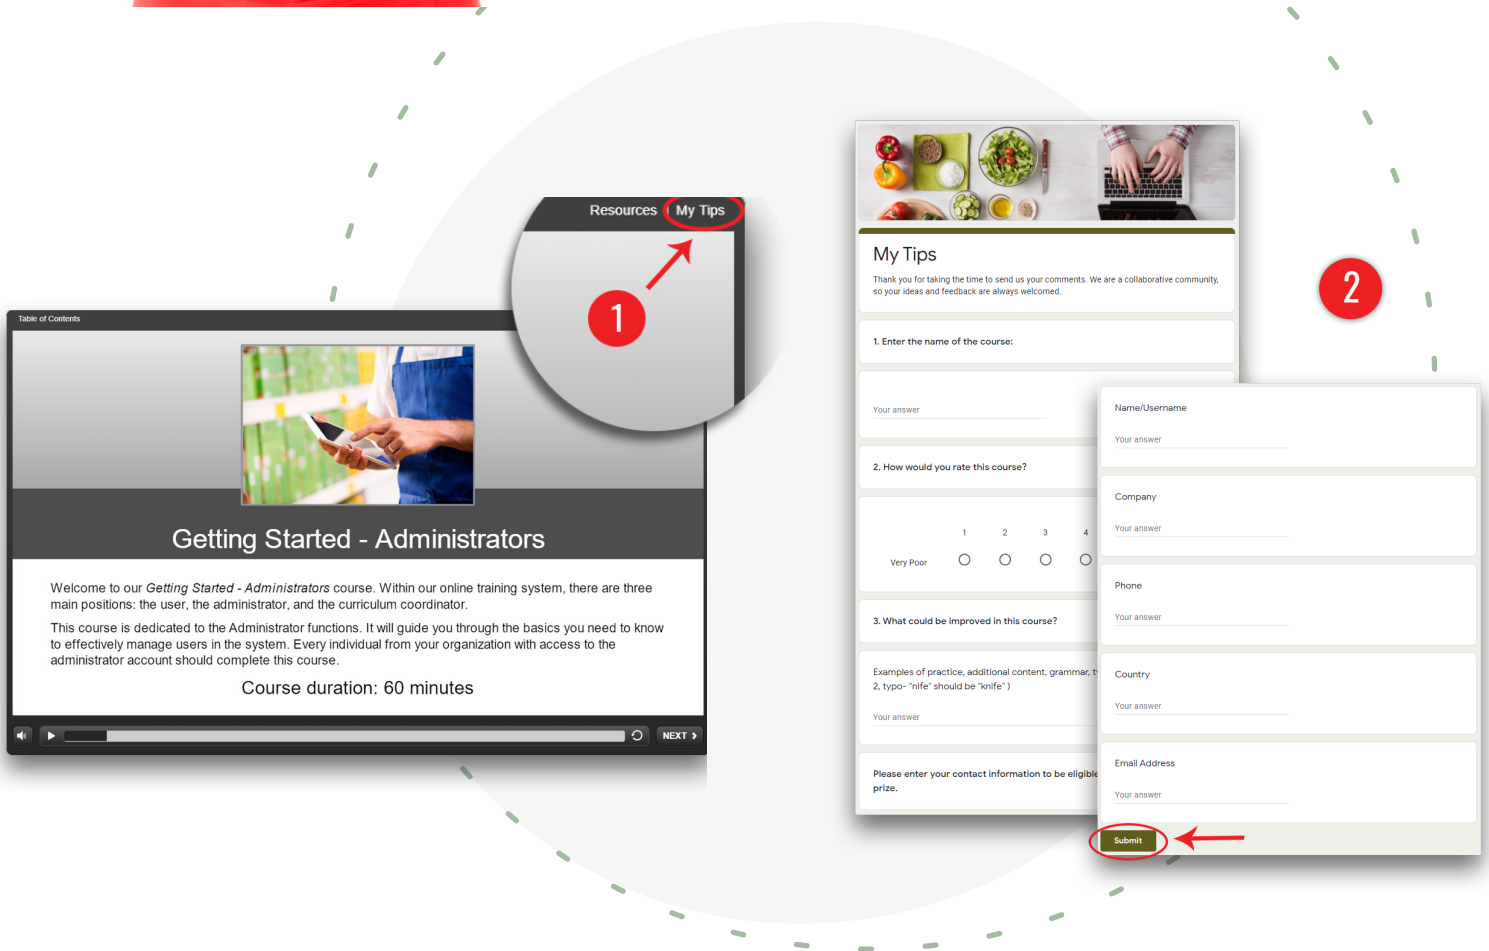 Resources | My Tips
1
Table of Contents
Getting Started - Administrators
Welcome to our Getting Started - Administrators course. Within our online training system, there are three
main positions: the user, the administrator, and the curriculum coordinator.
This course is dedicated to the Administrator functions. It will guide you through the basics you need to know
to effectively manage users in the system. Every individual from your organization with access to the
administrator account should complete this course.
Course duration: 60 minutes
NEXT >
2
My Tips
Thank you for taking the time to send us your comments. We are a collaborative community,
so your ideas and feedback are always welcomed.
1. Enter the name of the course:
Your answer
2. How would you rate this course?
1 2 3 4
Very Poor
3. What could be improved in this course?
Examples of practice, additional content, grammar,
2, typo- "nife" should be "knife" )
Your answer
Please enter your contact information to be eligible
prize.
Name/Username
Your answer
Company
Your answer
Phone
Your answer
Country
Your answer
Email Address
Your answer
Submit